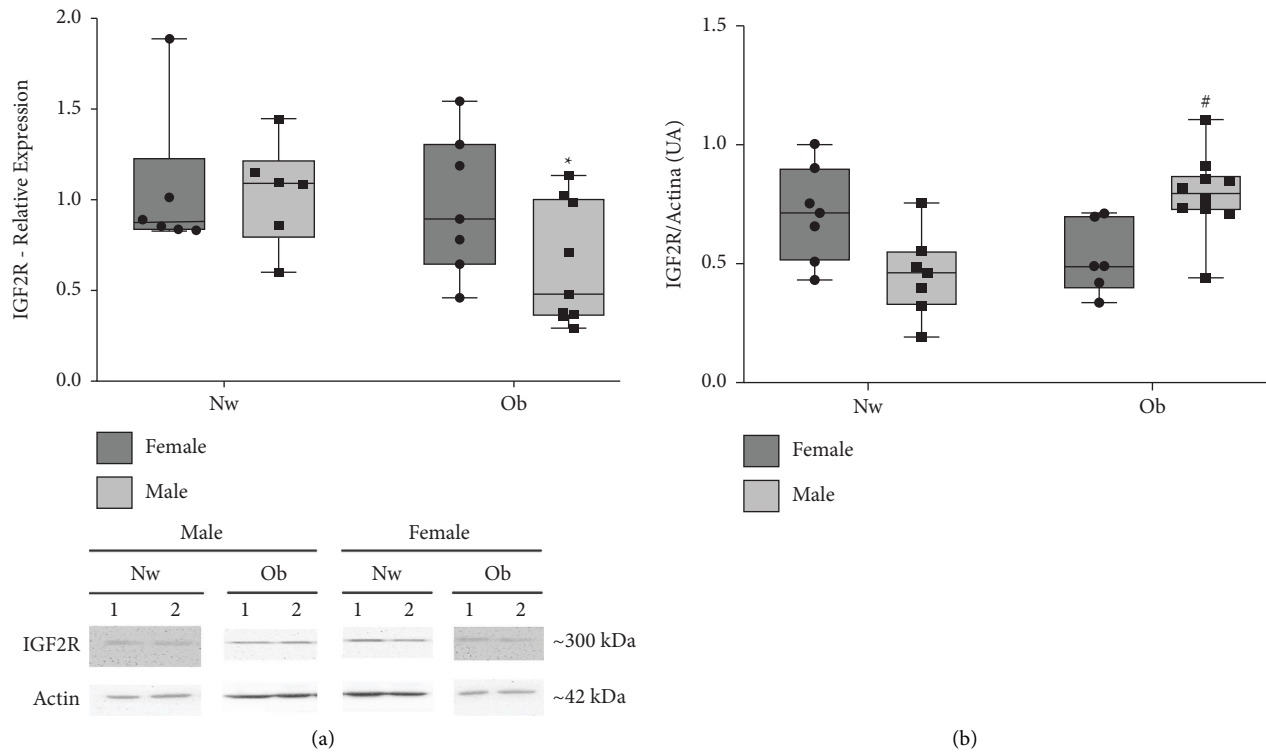 IGF2R - Relative Expression
2.0
1.5
1.0
0.5
0.0
*
Nw
Ob
Female
Male
Male
Female
Nw
Ob
Nw
Ob
1 2 1 2 1 2 1 2
IGF2R
~300 kDa
Actin
~42 kDa
(a)
IGF2R/Actina (UA)
1.5
1.0
0.5
0.0
#
Nw
Ob
Female
Male
(b)